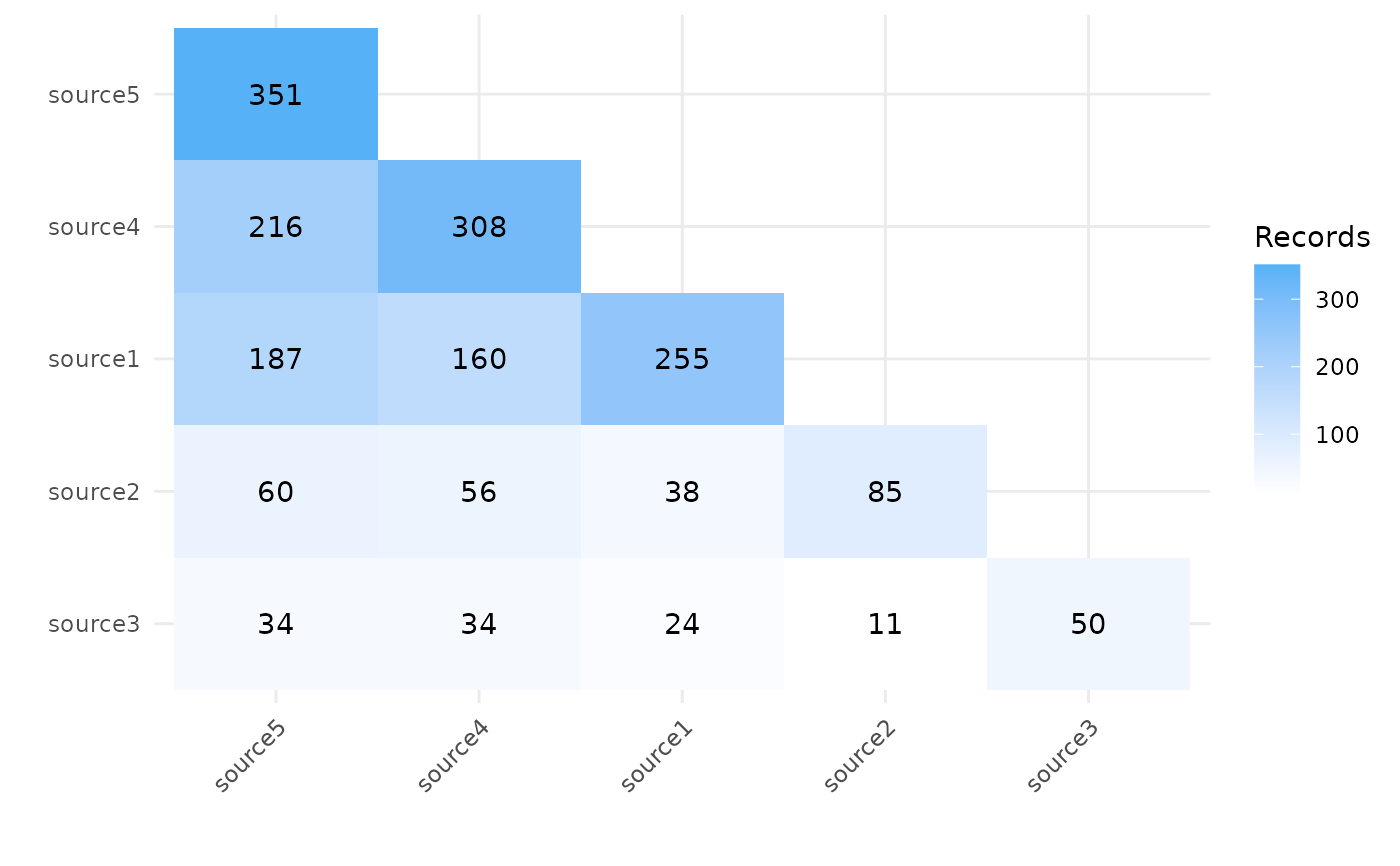 source5 351
source4 216 308
source1 187 160 255
source2 60 56 38 85
source3 34 34 24 11 50
source5 source4 source1 source2 source3
Records
300
200
100